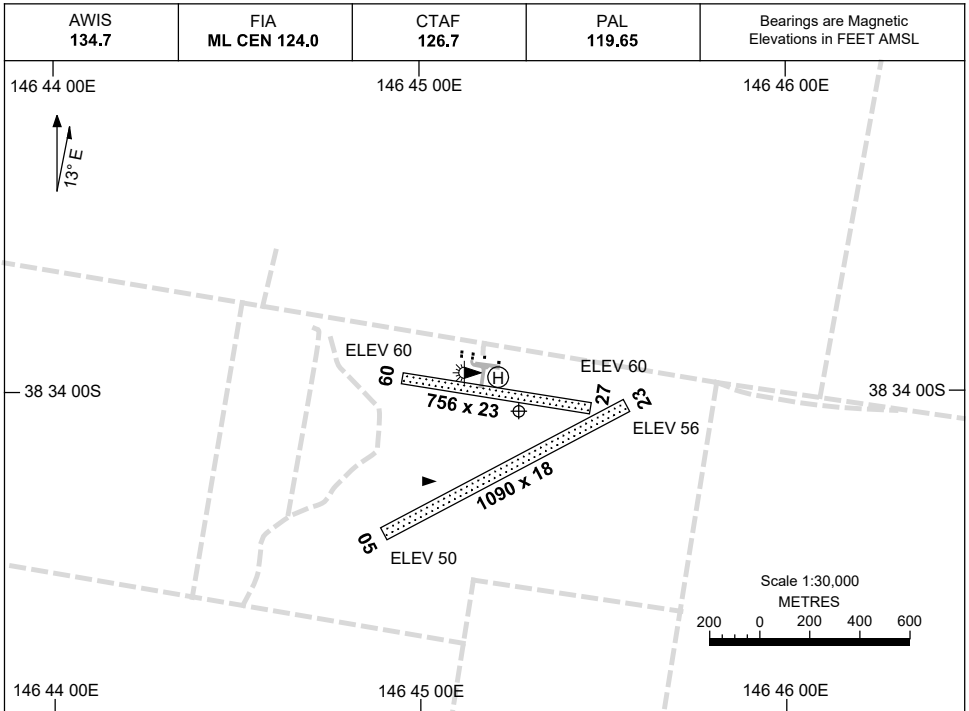 AWIS
134.7
FIA
ML CEN 124.0
CTAF
126.7
PAL
119.65
Bearings are Magnetic
Elevations in FEET AMSL
146 44 00E
146 45 00E
146 46 00E
13° E
ELEV 60
ELEV 60
09
27
23
38 34 00S
38 34 00S
H
756 x 23
ELEV 56
1090 x 18
05
ELEV 50
Scale 1:30,000
METRES
200 0 200 400 600
146 44 00E
146 45 00E
146 46 00E